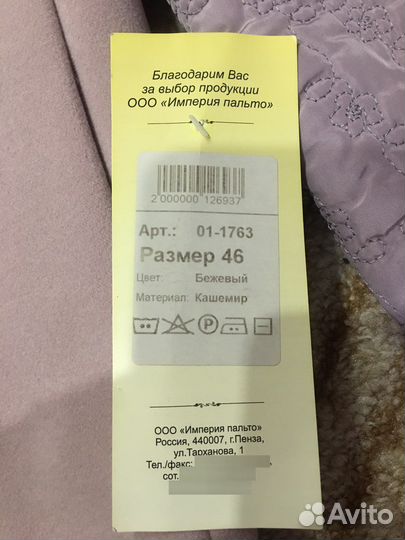 Благодарим Вас
за выбор продукции
ООО «Империя пальто»
2 000000 126937
Арт.: 01-1763
Размер 46
Цвет: Бежевый
Материал: Кашемир
P
ООО «Империя пальто»
Россия, 440007, г.Пенза,
ул.Тарханова, 1
Тел./факс:
сот.
Avito